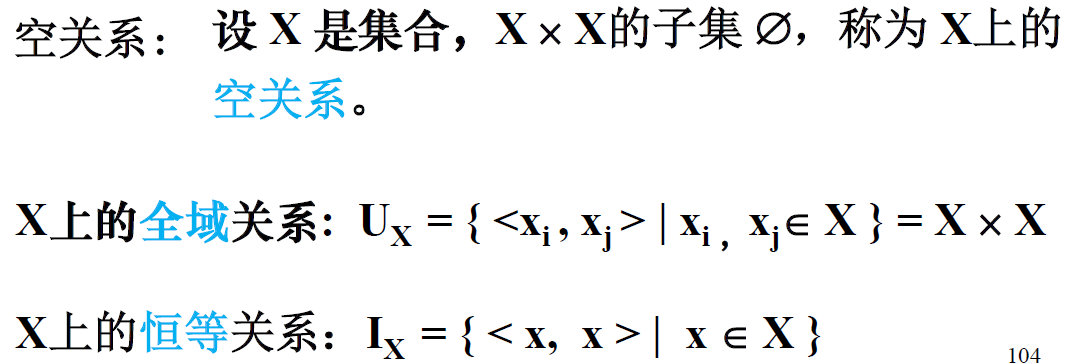 空关系： 设 X 是集合，X × X的子集 ∅，称为 X上的
空关系。
X上的全域关系：U_X = { <x_i , x_j > | x_i , x_j ∈ X } = X × X
X上的恒等关系：I_X = { < x, x > | x ∈ X }
104